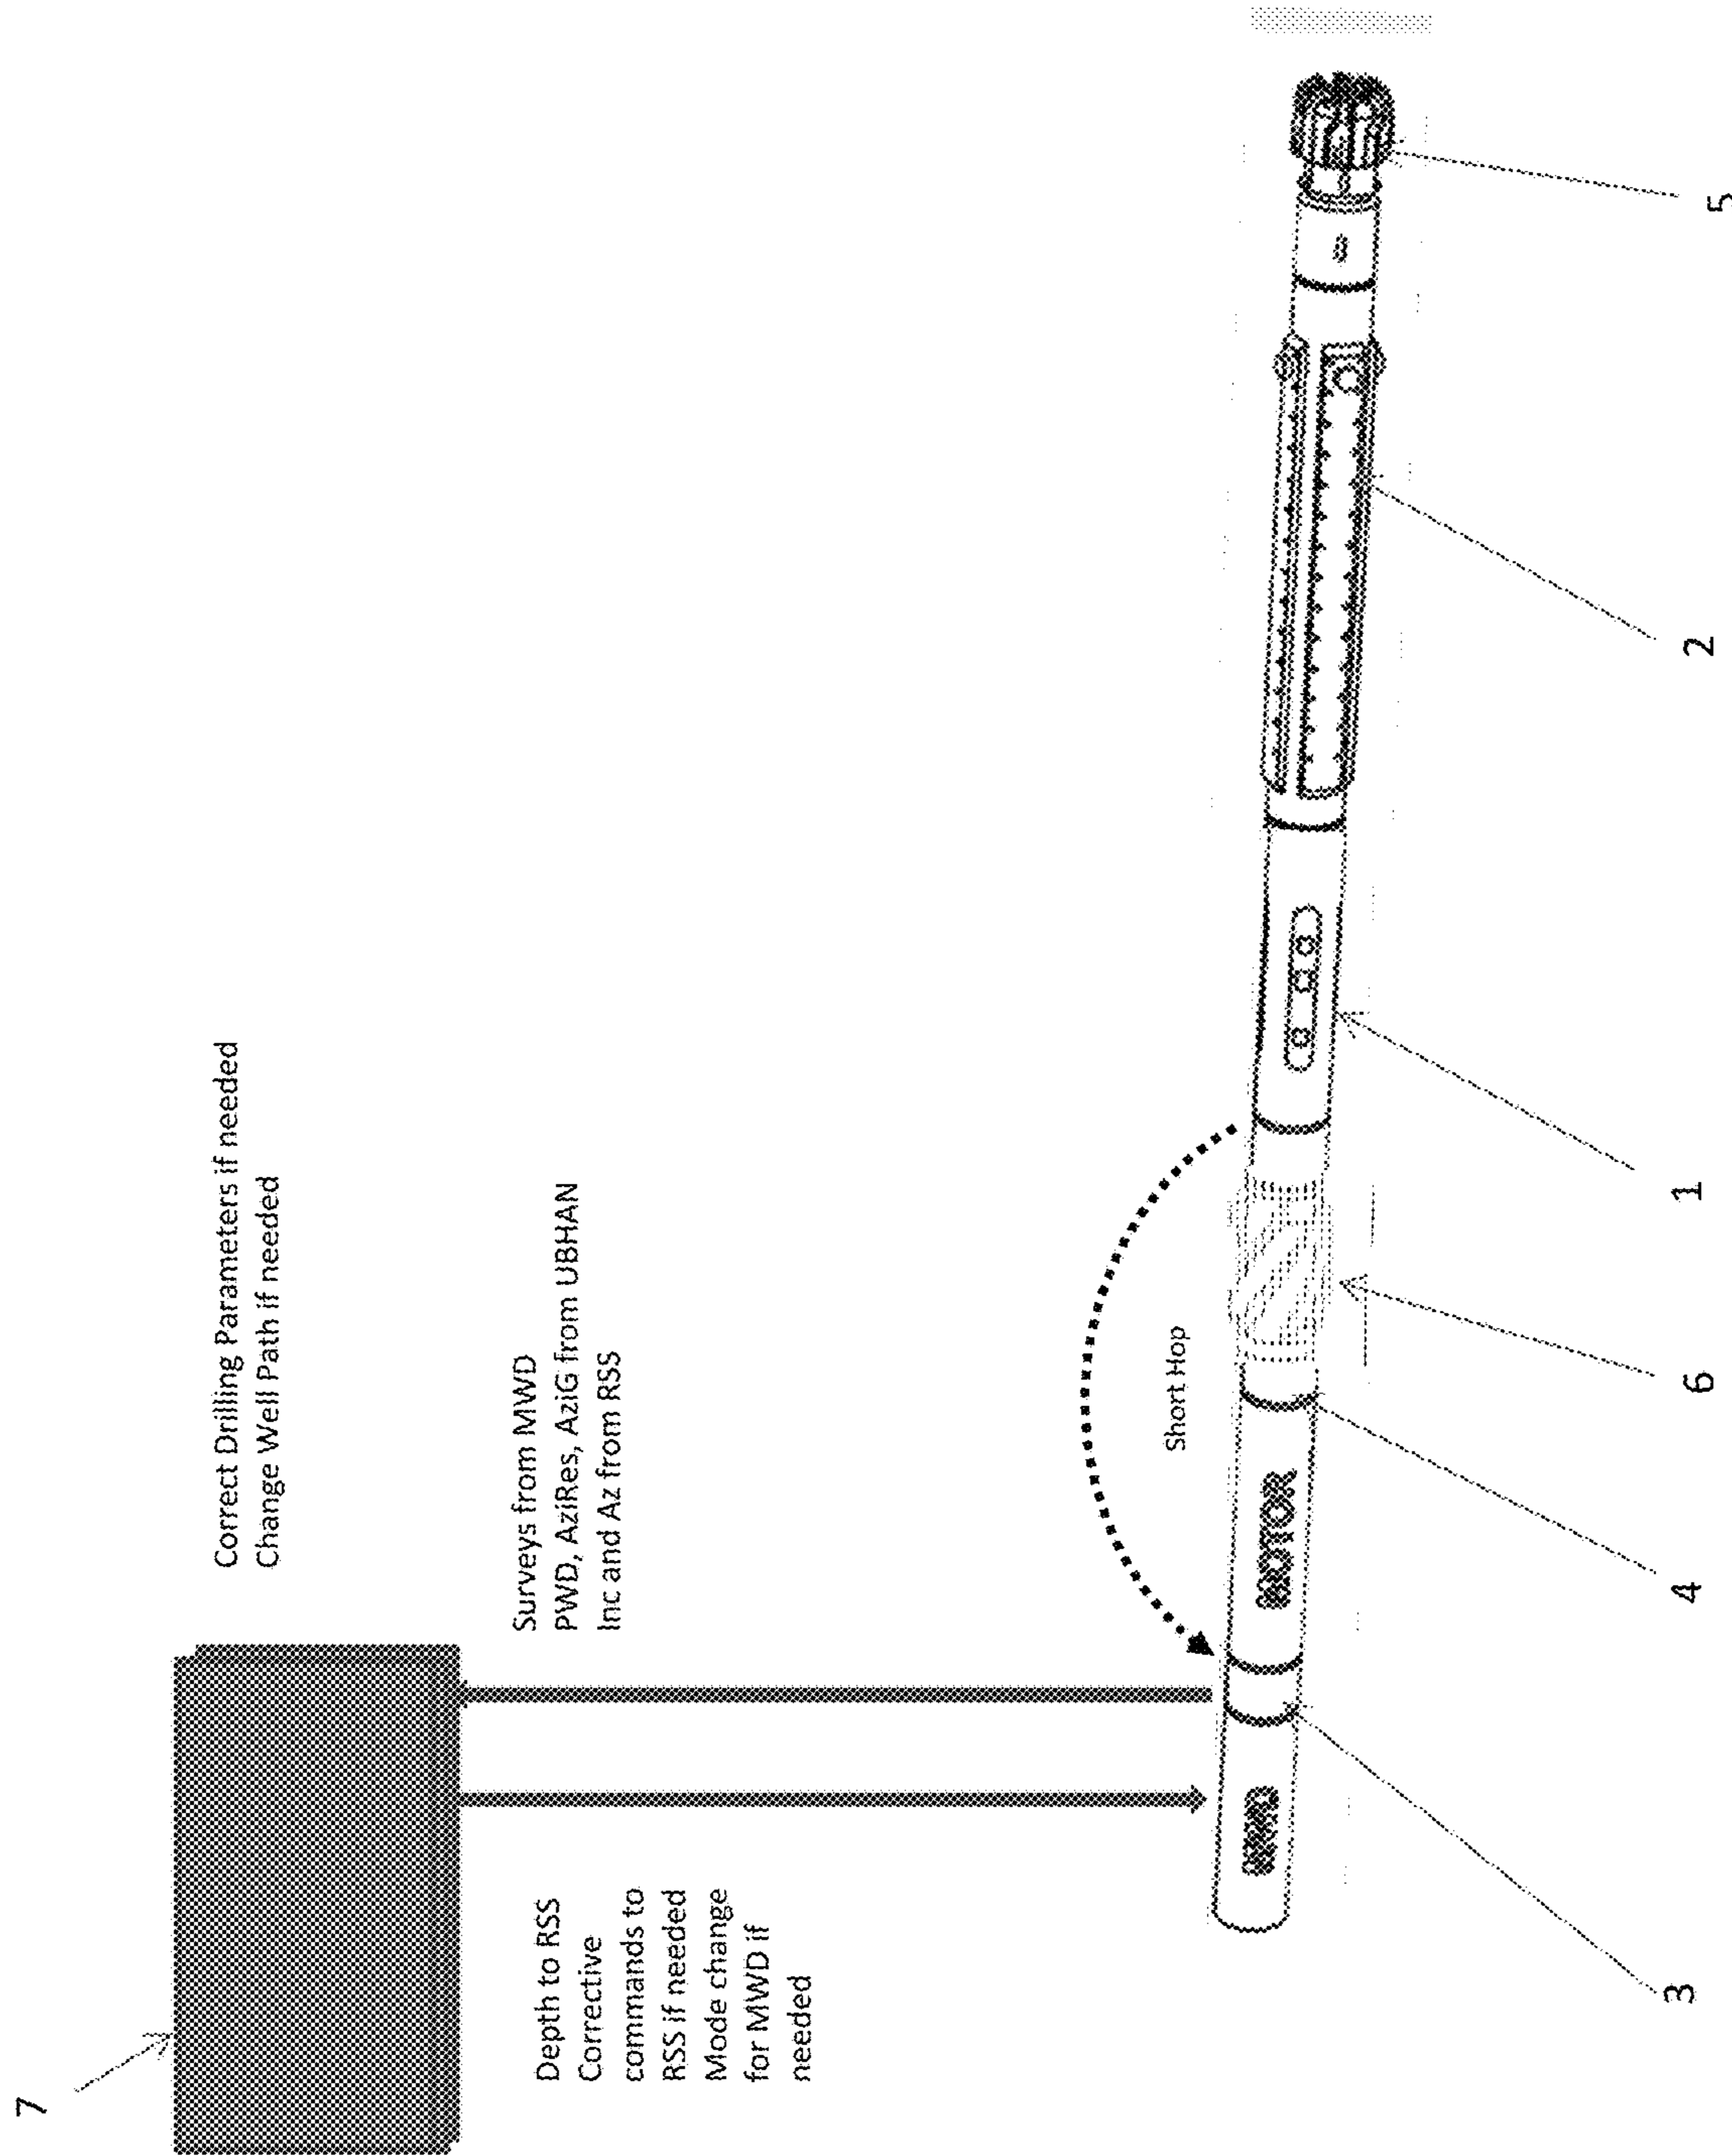 7
Correct Drilling Parameters if needed
Change Well Path if needed
Surveys from MWD
PWD, AziRes, AziG from UBHAN
Inc and Az from RSS
Depth to RSS
Corrective
commands to
RSS if needed
Mode change
for MWD if
needed
Short Hop
MWD
MOTOR
3
4
6
1
2
5